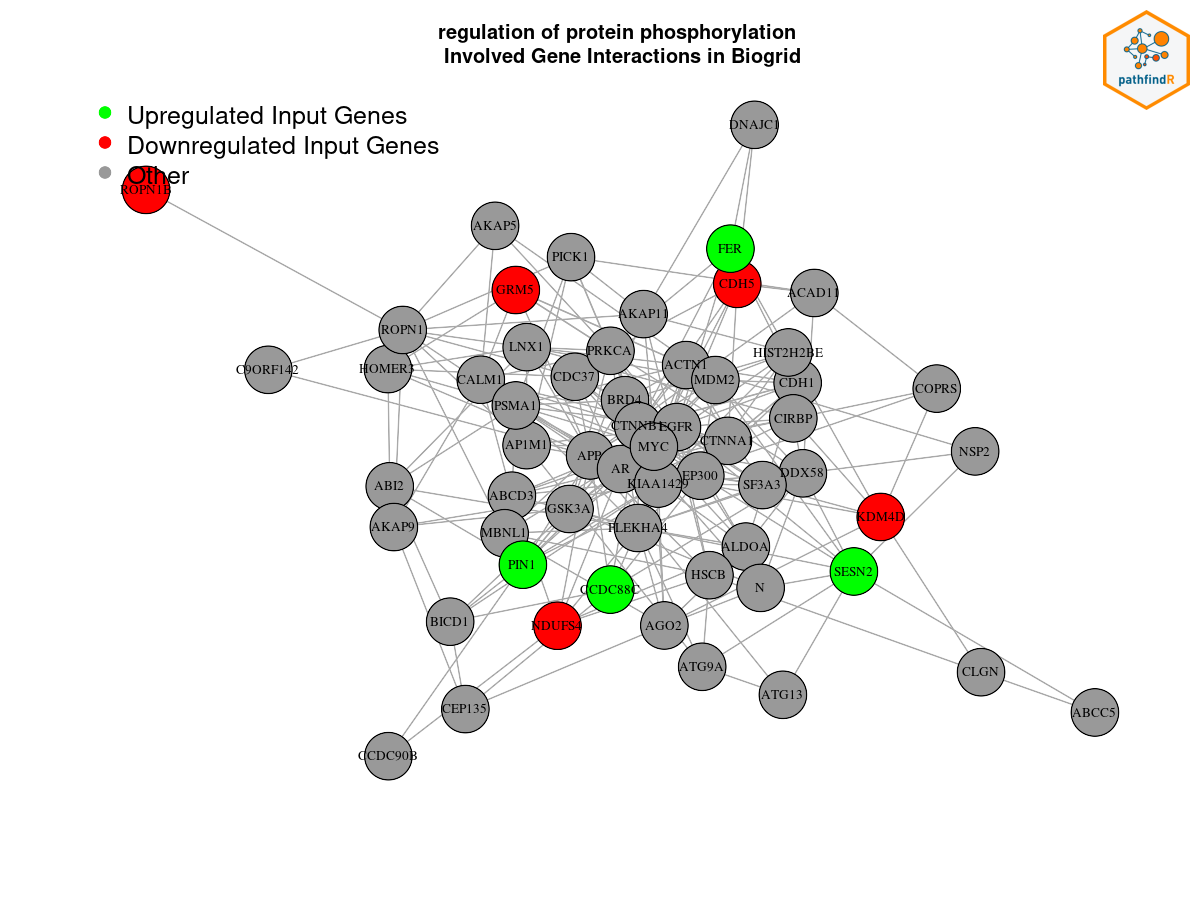 regulation of protein phosphorylation
Involved Gene Interactions in Biogrid
pathfindR
Upregulated Input Genes
Downregulated Input Genes
Other
DNAJC1
ROPN1B
AKAP5
FER
PICK1
CDH5
GRM5
ACAD11
AKAP11
ROPN1
LNX1
PRKCA
HIST2H2BE
ACTN1
C9ORF142
HOMER3
CALM1
CDC37
MDM2
CDH1
COPRS
BRD4
PSMA1
CIRBP
CTNNB1
EGFR
AP1M1
MYC
CTNNA1
NSP2
APP
AR
EP300
DDX58
KIAA1429
SF3A3
ABI2
ABCD3
GSK3A
KDM4D
AKAP9
MBNL1
PLEKHA4
ALDOA
PIN1
HSCB
SESN2
CCDC88C
N
BICD1
NDUFS4
AGO2
ATG9A
CLGN
ATG13
CEP135
ABCC5
CCDC90B